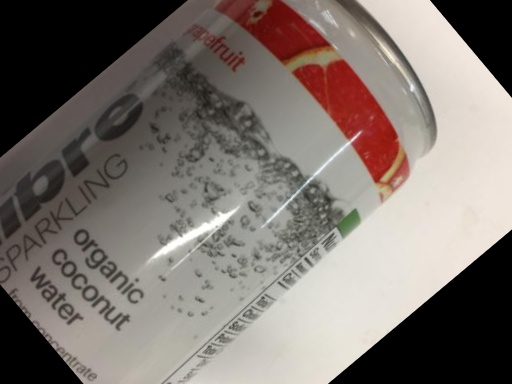 grapefruit
ibre
SPARKLING
organic
coconut
water
from concentrate